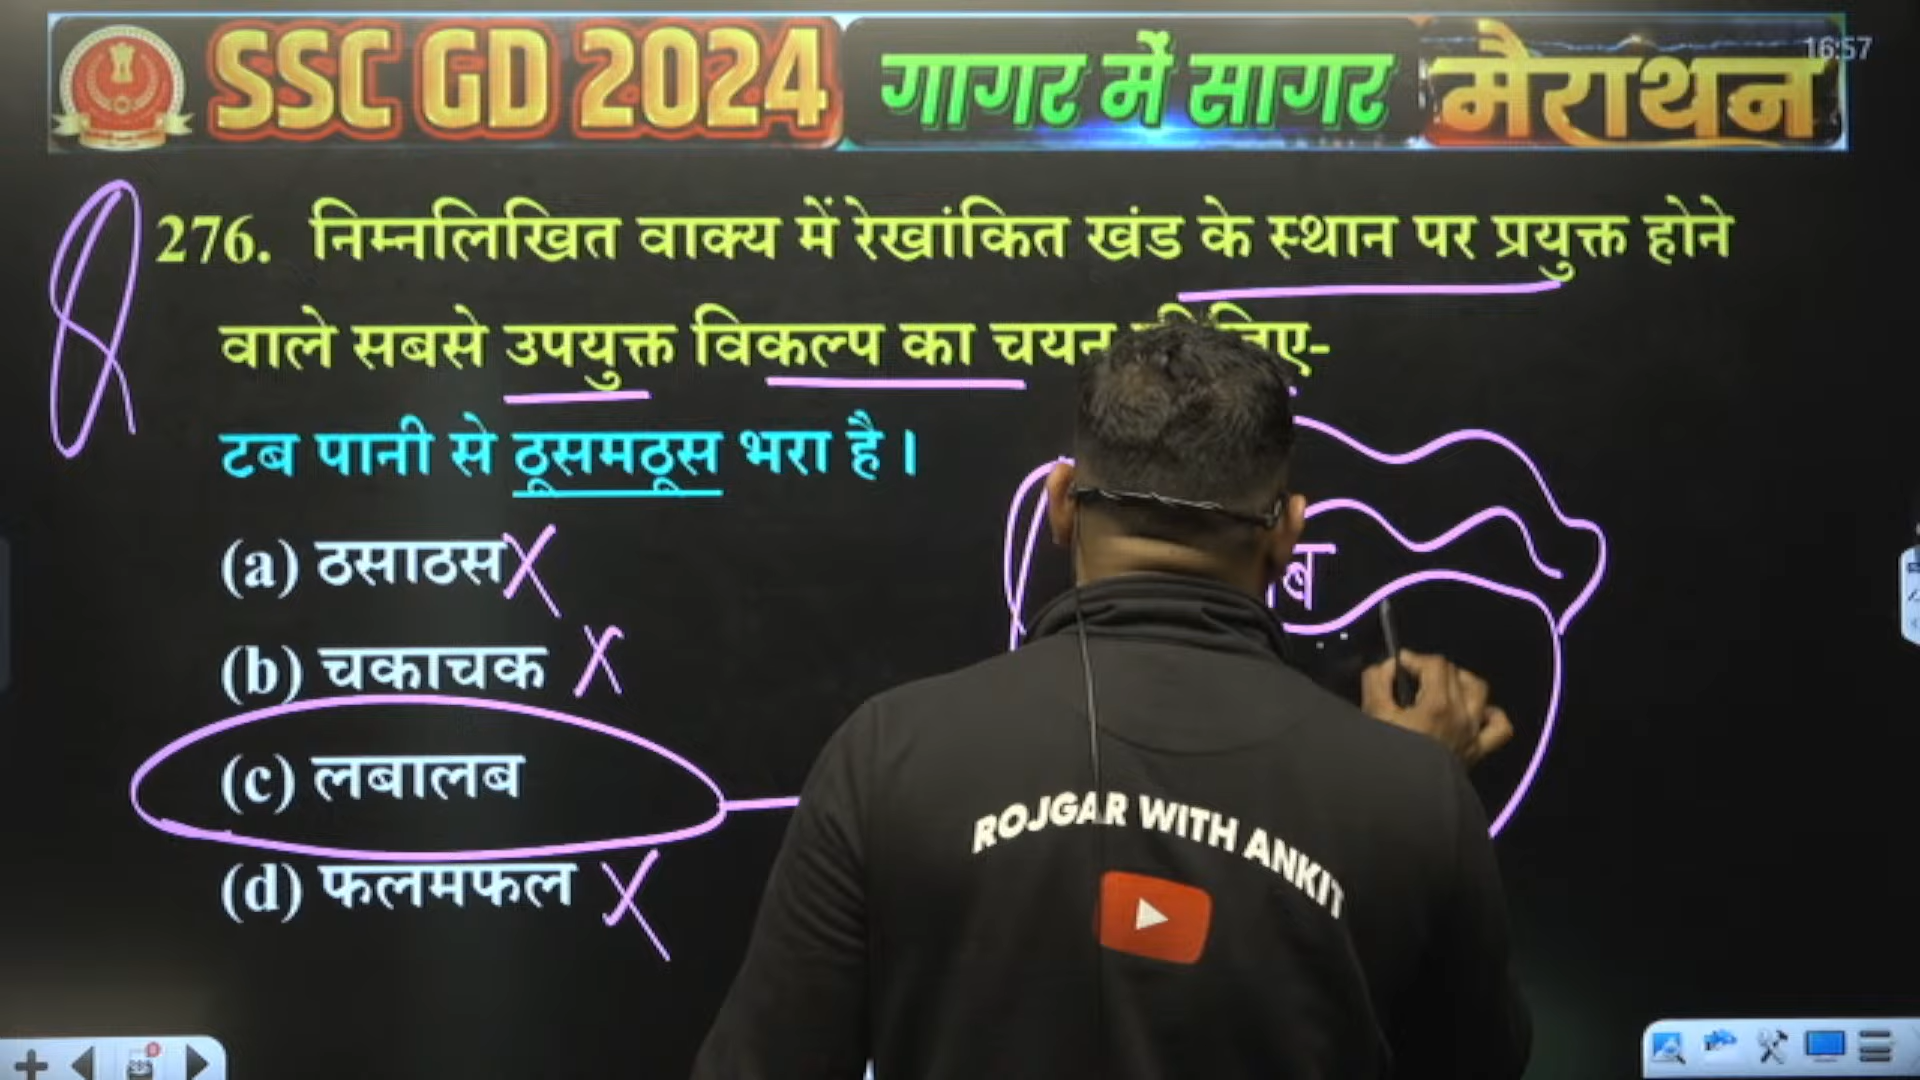 SSC GD 2024 गागर में सागर मैराथन
16:57
276. निम्नलिखित वाक्य में रेखांकित खंड के स्थान पर प्रयुक्त होने
वाले सबसे उपयुक्त विकल्प का चयन
टब पानी से ठूसमठूस भरा है।
(a) ठसाठस
(b) चकाचक
(c) लबालब
(d) फलमफल
ROJGAR WITH ANKIT